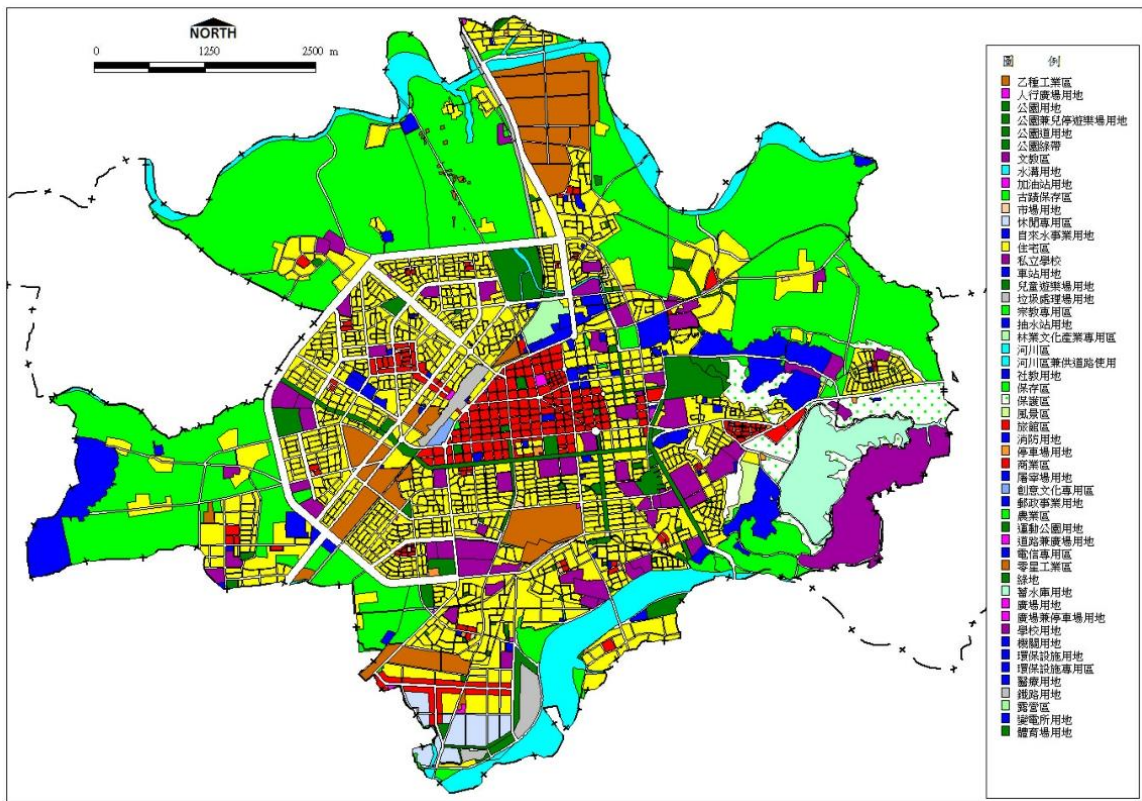 NORTH
0 1250 2500 m
圖 例
乙種工業區
人行廣場用地
公園用地
公園兼兒停遊樂場用地
公園道用地
公園綠帶
文教區
水溝用地
加油站用地
古蹟保存區
市場用地
休閒專用區
自來水事業用地
住宅區
私立學校
車站用地
兒童遊樂場用地
垃圾處理場用地
宗教專用區
抽水站用地
林業文化產業專用區
河川區
河川區兼供道路使用
社教用地
保存區
保護區
風景區
旅館區
消防用地
停車場用地
商業區
屠宰場用地
創意文化專用區
郵政事業用地
農業區
運動公園用地
道路兼廣場用地
電信專用區
零星工業區
綠地
蓄水庫用地
廣場用地
廣場兼停車場用地
學校用地
機關用地
環保設施用地
環保設施專用區
醫療用地
鐵路用地
露營區
變電所用地
體育場用地